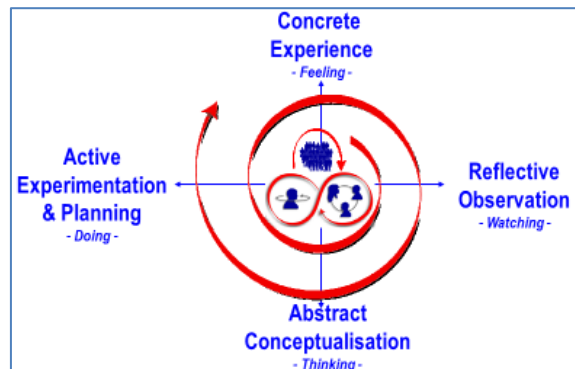 Concrete
Experience
- Feeling -
Active
Experimentation
& Planning
- Doing -
Reflective
Observation
- Watching -
Abstract
Conceptualisation
- Thinking -